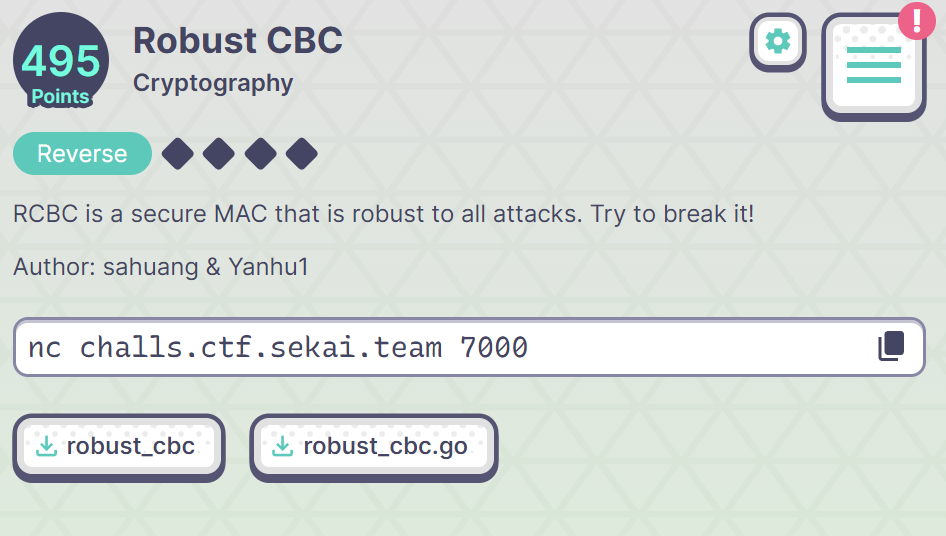 495
Points
Robust CBC
Cryptography
!
Reverse
RCBC is a secure MAC that is robust to all attacks. Try to break it!
Author: sahuang & Yanhu1
nc challs.ctf.sekai.team 7000
robust_cbc
robust_cbc.go